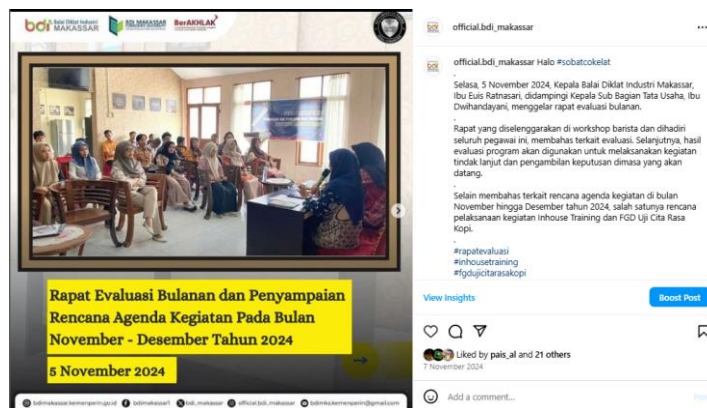 bdi Balai Diklat Industri MAKASSAR
BDI MAKASSAR
BerAKHLAK
Rapat Evaluasi Bulanan dan Penyampaian
Rencana Agenda Kegiatan Pada Bulan
November - Desember Tahun 2024
5 November 2024
bdimakassar.kemenperin.go.id bdimakassar1 bdi_makassar official.bdi_makassar bdimks.kemenperin@gmail.com
official.bdi_makassar
official.bdi_makassar Halo #sobatcokelat
.
Selasa, 5 November 2024, Kepala Balai Diklat Industri Makassar,
Ibu Euis Ratnasari, didampingi Kepala Sub Bagian Tata Usaha, Ibu
Dwihandayani, menggelar rapat evaluasi bulanan.
.
Rapat yang diselenggarakan di workshop barista dan dihadiri
seluruh pegawai ini, membahas terkait evaluasi. Selanjutnya, hasil
evaluasi program akan digunakan untuk melaksanakan kegiatan
tindak lanjut dan pengambilan keputusan dimasa yang akan
datang.
.
Selain membahas terkait rencana agenda kegiatan di bulan
November hingga Desember tahun 2024, salah satunya rencana
pelaksanaan kegiatan Inhouse Training dan FGD Uji Cita Rasa
Kopi.
.
#rapatevaluasi
#inhousetraining
#fgdujicitarasakopi
View Insights
Boost Post
Liked by pais_al and 21 others
7 November 2024
Add a comment...
Post